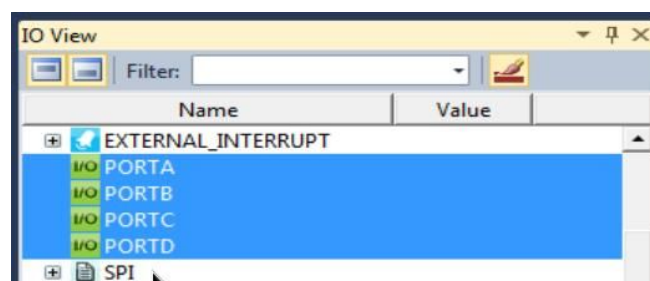 IO View
Filter:
Name Value
EXTERNAL_INTERRUPT
I/O PORTA
I/O PORTB
I/O PORTC
I/O PORTD
SPI